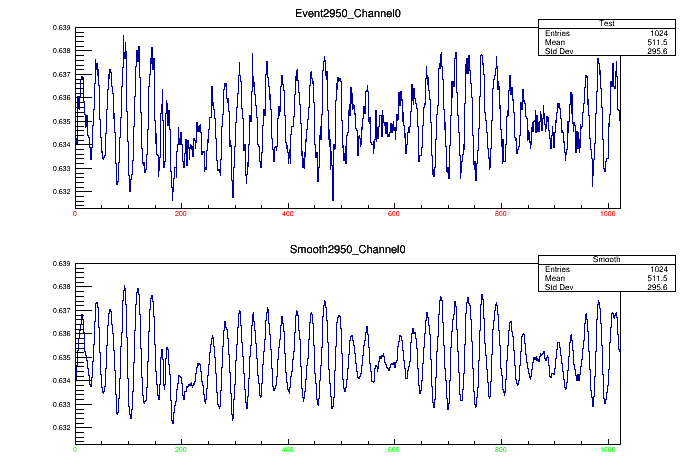 Event2950_Channel0
Test
Entries 1024
Mean 511.5
Std Dev 295.6
0.639
0.638
0.637
0.636
0.635
0.634
0.633
0.632
0 200 400 600 800 1000
Smooth2950_Channel0
Smooth
Entries 1024
Mean 511.5
Std Dev 295.6
0.639
0.638
0.637
0.636
0.635
0.634
0.633
0.632
0 200 400 600 800 1000